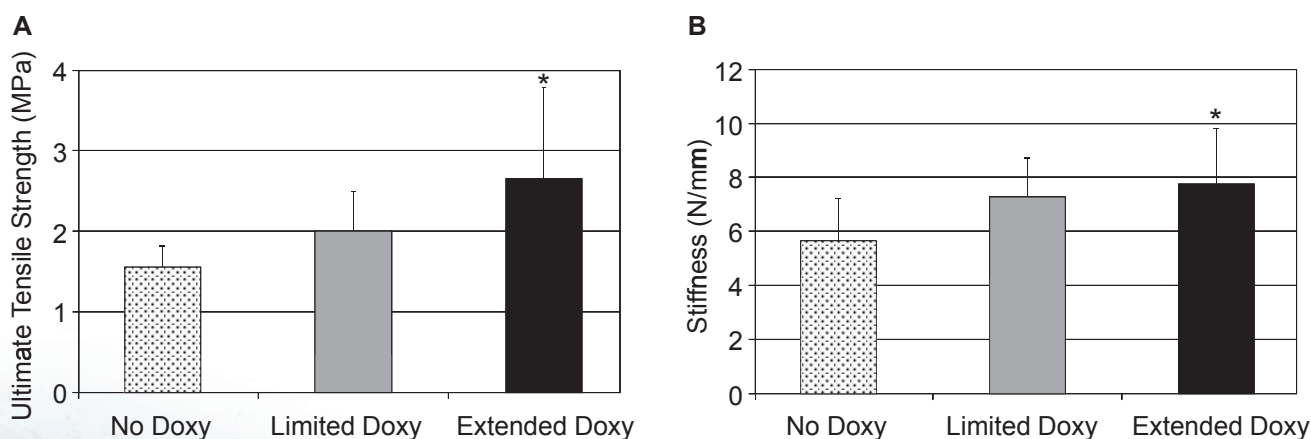 A
Ultimate Tensile Strength (MPa)
4
3
2
1
0
*
No Doxy Limited Doxy Extended Doxy
B
Stiffness (N/mm)
12
10
8
6
4
2
0
*
No Doxy Limited Doxy Extended Doxy